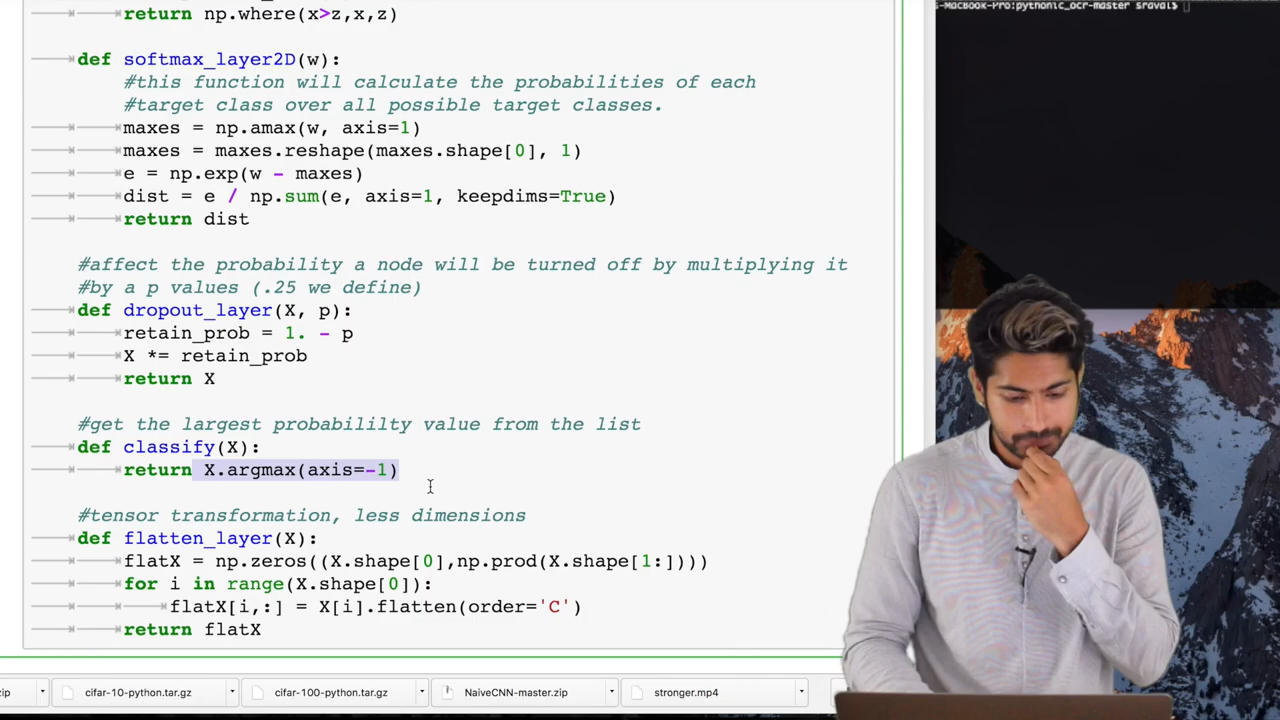 return np.where(x>z,x,z)
def softmax_layer2D(w):
#this function will calculate the probabilities of each
#target class over all possible target classes.
maxes = np.amax(w, axis=1)
maxes = maxes.reshape(maxes.shape[0], 1)
e = np.exp(w - maxes)
dist = e / np.sum(e, axis=1, keepdims=True)
return dist
#affect the probability a node will be turned off by multiplying it
#by a p values (.25 we define)
def dropout_layer(X, p):
retain_prob = 1. - p
X *= retain_prob
return X
#get the largest probabililty value from the list
def classify(X):
return X.argmax(axis=-1)
#tensor transformation, less dimensions
def flatten_layer(X):
flatX = np.zeros((X.shape[0],np.prod(X.shape[1:])))
for i in range(X.shape[0]):
flatX[i,:] = X[i].flatten(order='C')
return flatX
zip
cifar-10-python.tar.gz
cifar-100-python.tar.gz
NaiveCNN-master.zip
stronger.mp4
s-MacBook-Pro:pythonic_ocr-master sraval$